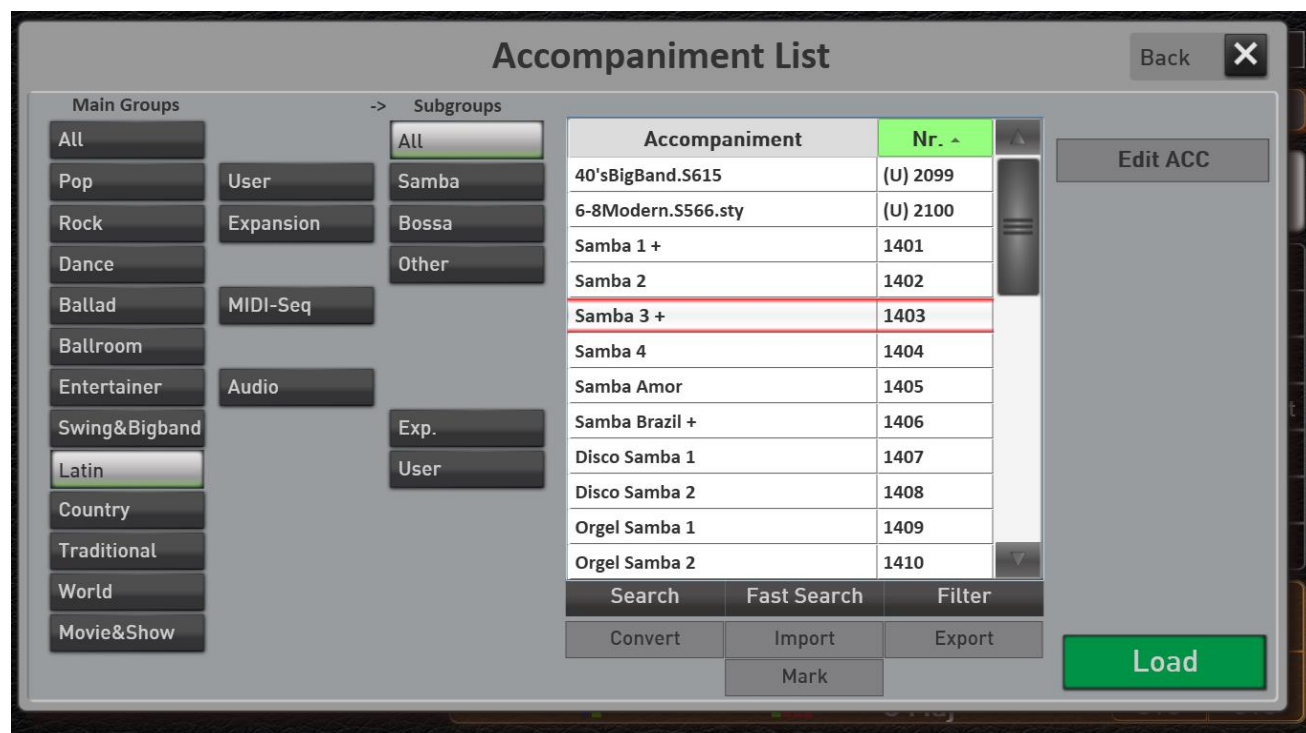 Accompaniment List
Back
Main Groups -> Subgroups
All
Pop
Rock
Dance
Ballad
Ballroom
Entertainer
Swing&Bigband
Latin
Country
Traditional
World
Movie&Show
User
Expansion
MIDI-Seq
Audio
All
Samba
Bossa
Other
Exp.
User
Accompaniment Nr.
40'sBigBand.S615 (U) 2099
6-8Modern.S566.sty (U) 2100
Samba 1 + 1401
Samba 2 1402
Samba 3 + 1403
Samba 4 1404
Samba Amor 1405
Samba Brazil + 1406
Disco Samba 1 1407
Disco Samba 2 1408
Orgel Samba 1 1409
Orgel Samba 2 1410
Search Fast Search Filter
Convert Import Export
Mark
Edit ACC
Load